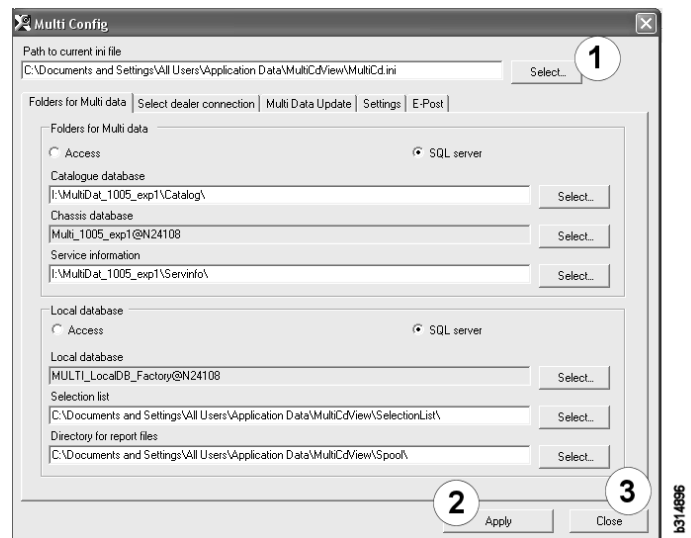 Multi Config
Path to current ini file
C:\Documents and Settings\All Users\Application Data\MultiCdView\MultiCd.ini
Select...
1
Folders for Multi data
Select dealer connection
Multi Data Update
Settings
E-Post
Folders for Multi data
Access
SQL server
Catalogue database
I:\MultiDat_1005_exp1\Catalog\
Select...
Chassis database
Multi_1005_exp1@N24108
Select...
Service information
I:\MultiDat_1005_exp1\Servinfo\
Select...
Local database
Access
SQL server
Local database
MULTI_LocalDB_Factory@N24108
Select...
Selection list
C:\Documents and Settings\All Users\Application Data\MultiCdView\SelectionList\
Select...
Directory for report files
C:\Documents and Settings\All Users\Application Data\MultiCdView\Spool\
Select...
2
Apply
3
Close
b314896